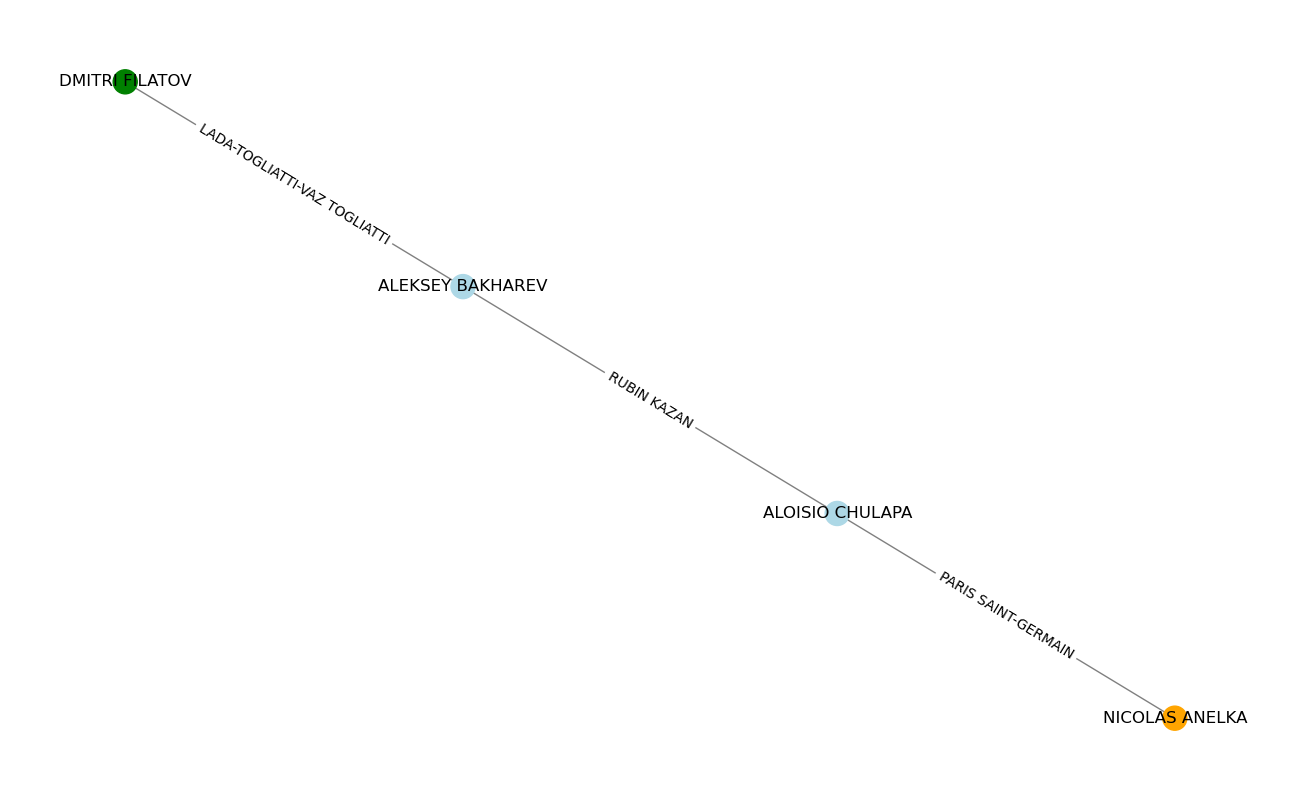 DMITRI FILATOV
LADA-TOGLIATTI-VAZ TOGLIATTI
ALEKSEY BAKHAREV
RUBIN KAZAN
ALOISIO CHULAPA
PARIS SAINT-GERMAIN
NICOLAS ANELKA